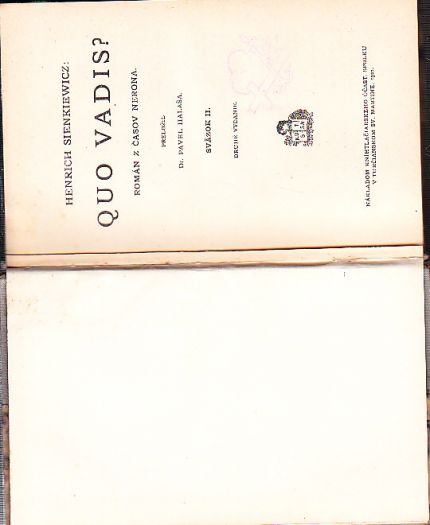 HENRICH SIENKIEWICZ:
QUO VADIS?
ROMÁN Z ČASOV NERONA.
PRELOŽIL
Dr. PAVEL HALAŠA.
SVÄZOK II.
DRUHÉ VYDANIE.
NÁKLADOM KNÍHTLAČIARSKEHO ÚČAST. SPOLKU
V TURČIANSKOM SV. MARTINE,